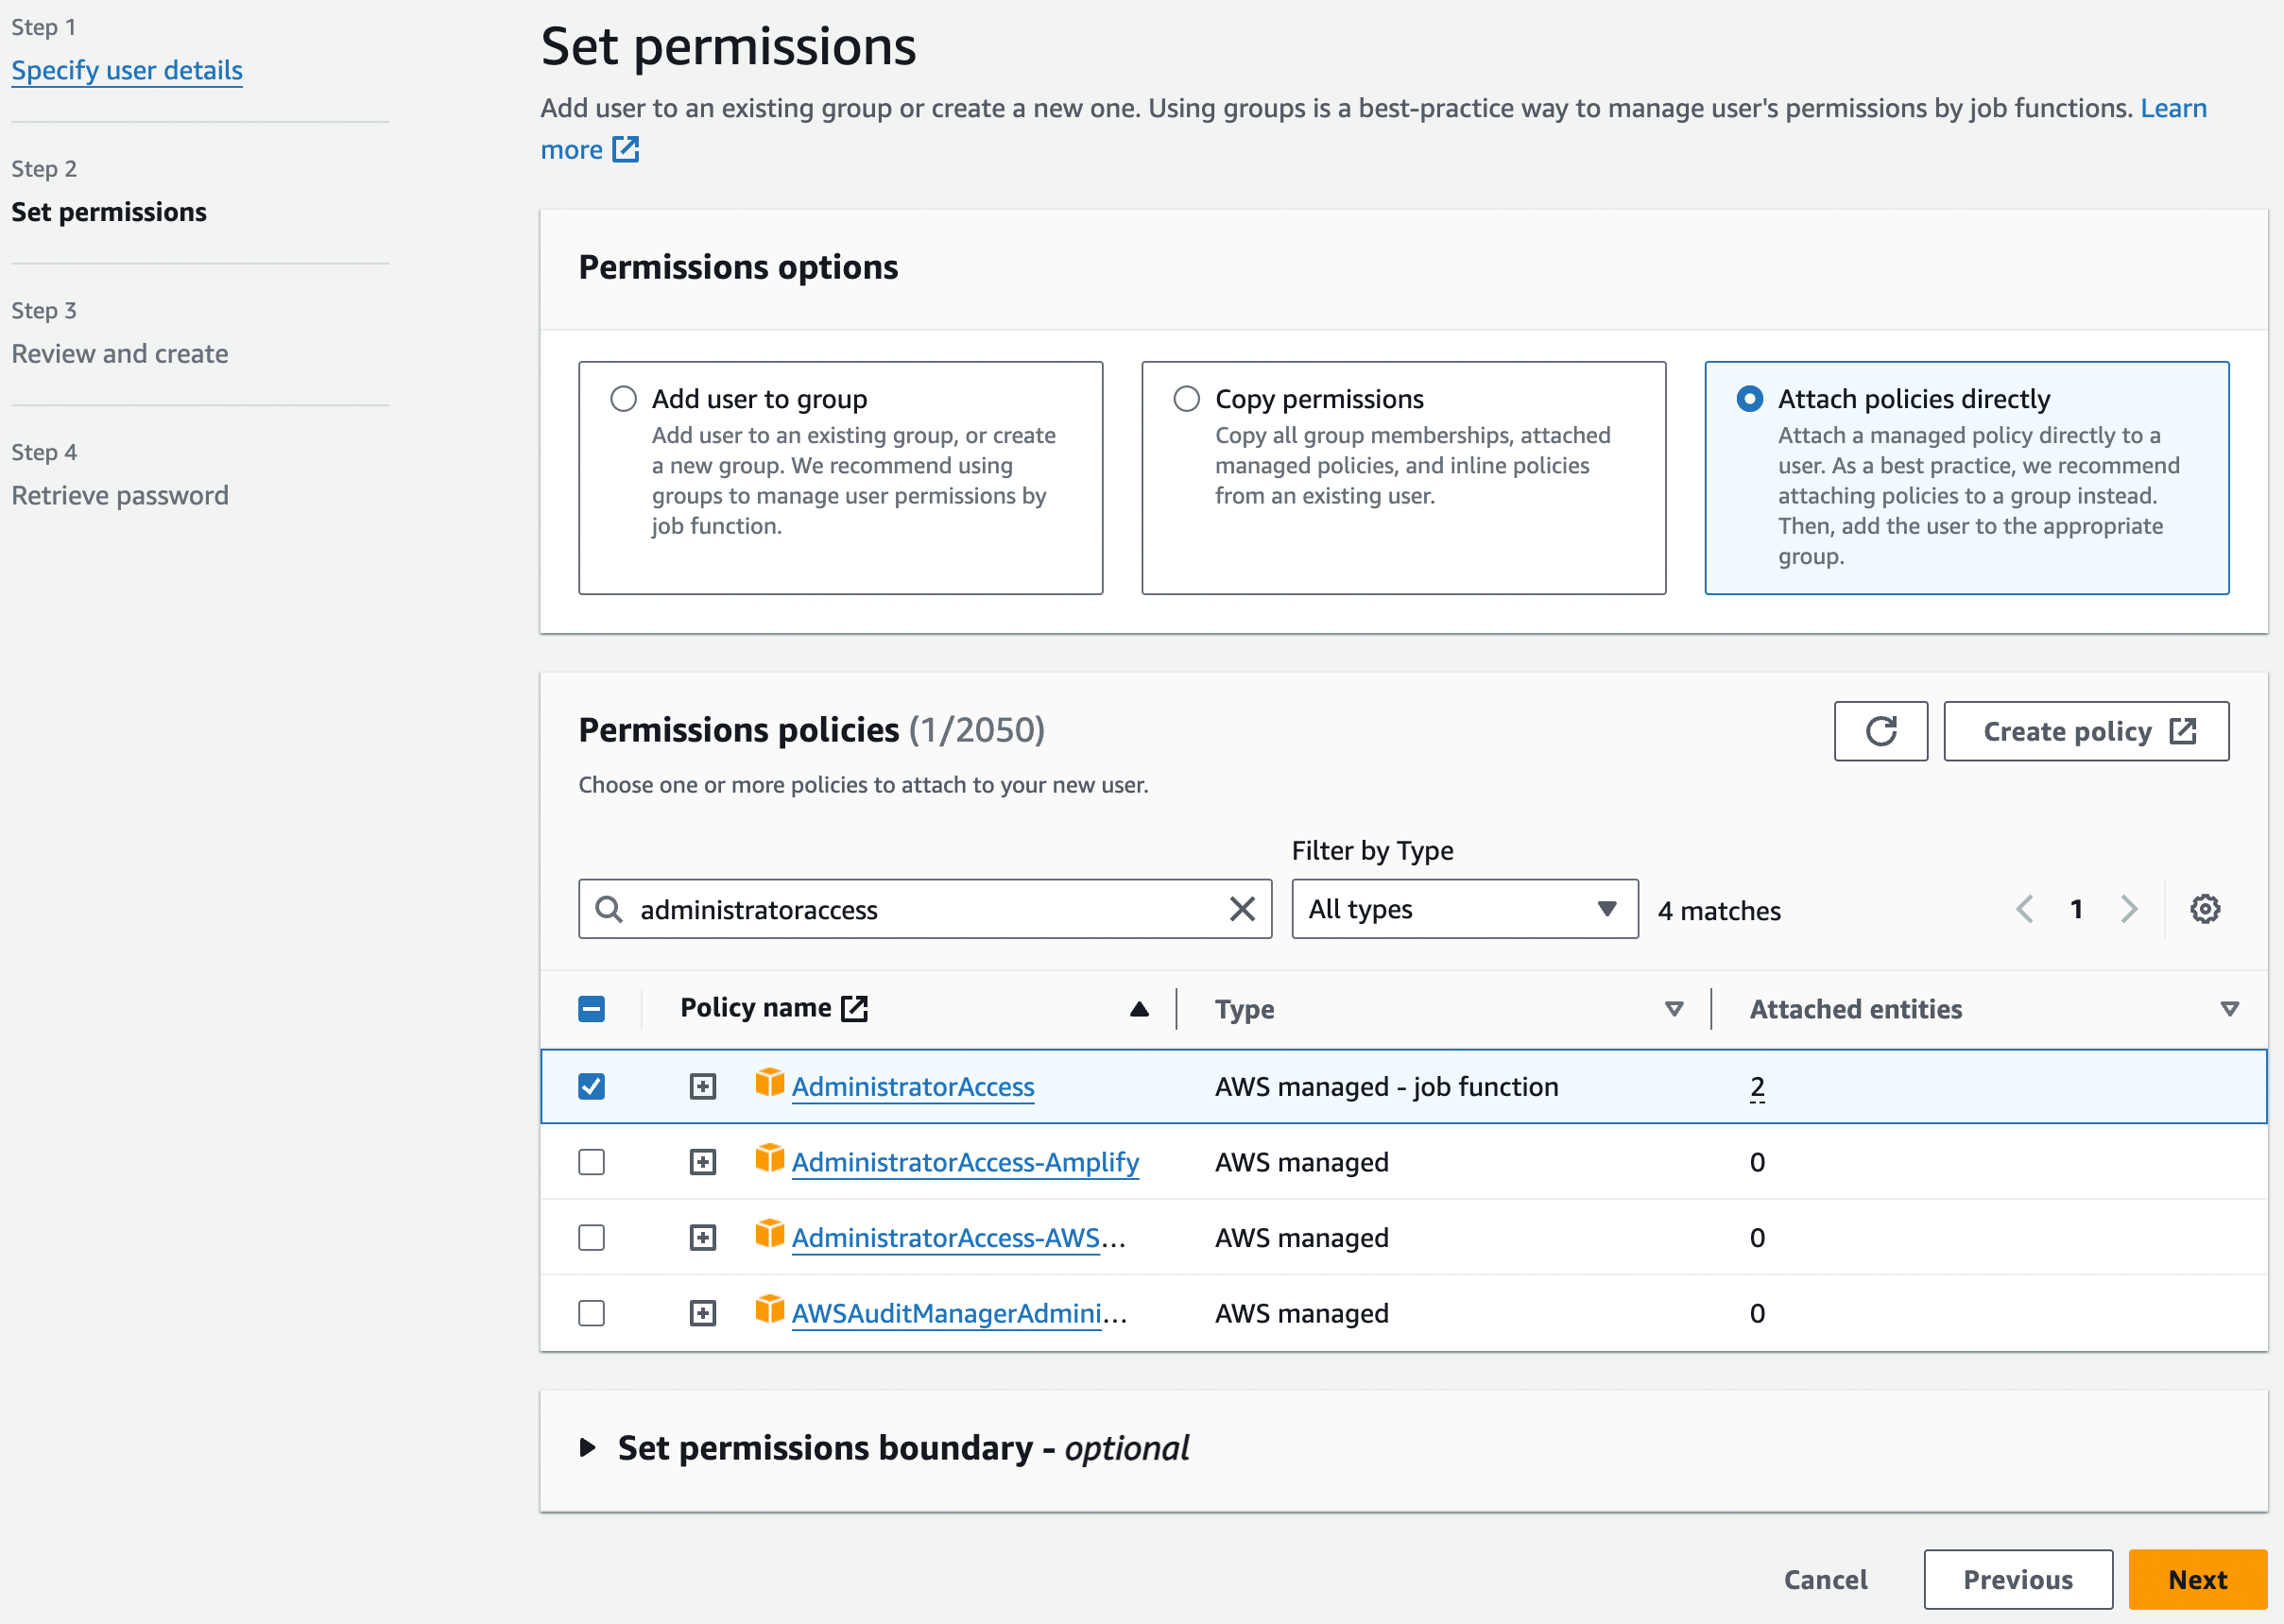 Step 1
Specify user details
Step 2
Set permissions
Step 3
Review and create
Step 4
Retrieve password
Set permissions
Add user to an existing group or create a new one. Using groups is a best-practice way to manage user's permissions by job functions. Learn
more
Permissions options
Add user to group
Add user to an existing group, or create
a new group. We recommend using
groups to manage user permissions by
job function.
Copy permissions
Copy all group memberships, attached
managed policies, and inline policies
from an existing user.
Attach policies directly
Attach a managed policy directly to a
user. As a best practice, we recommend
attaching policies to a group instead.
Then, add the user to the appropriate
group.
Permissions policies (1/2050)
Create policy
Choose one or more policies to attach to your new user.
Filter by Type
administratoraccess
All types
4 matches
1
Policy name Type Attached entities
AdministratorAccess AWS managed - job function 2
AdministratorAccess-Amplify AWS managed 0
AdministratorAccess-AWS... AWS managed 0
AWSAuditManagerAdmini... AWS managed 0
Set permissions boundary - optional
Cancel Previous Next